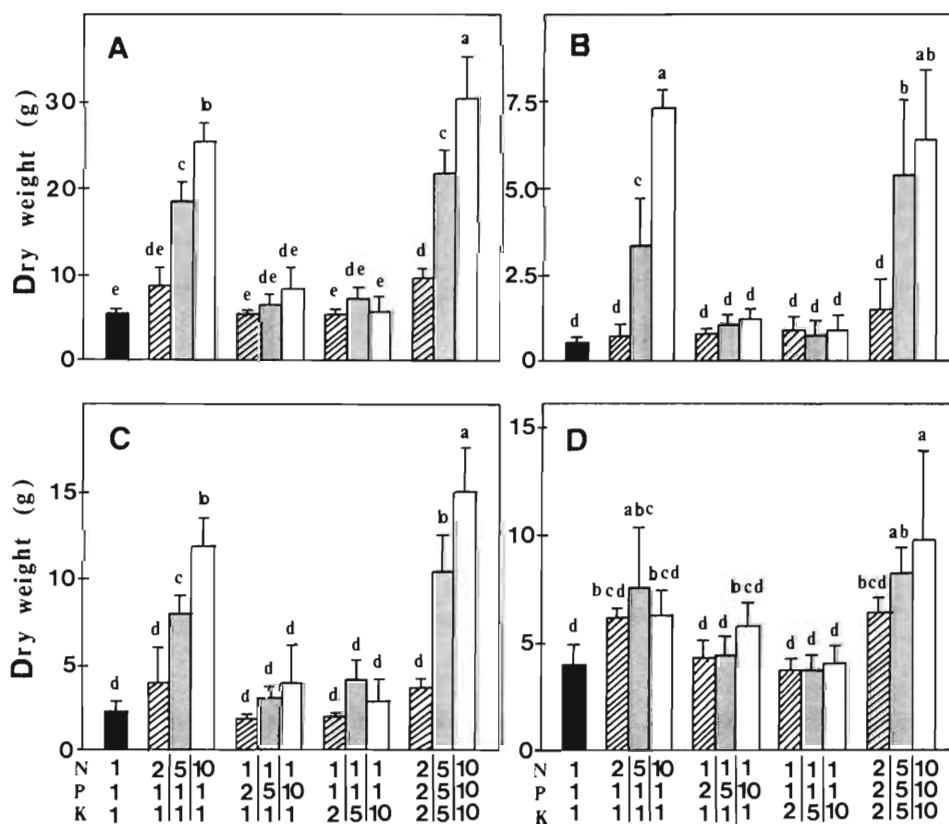 A
B
Dry weight (g)
30
20
10
0
e
de
c
b
e
de
de
e
de
e
d
c
a
7.5
5.0
2.5
0
d
d
c
a
d
d
d
d
d
d
d
b
ab
C
D
Dry weight (g)
15
10
5
0
d
d
c
b
d
d
d
d
d
d
d
b
a
15
10
5
0
d
bcd
abc
bcd
d
d
bcd
d
d
d
bcd
ab
a
N 1 2 5 10 1 1 1 1 1 1 2 5 10 1 2 5 10 1 1 1 1 1 1 2 5 10
P 1 1 1 1 2 5 10 1 1 1 2 5 10 1 1 1 1 2 5 10 1 1 1 2 5 10
K 1 1 1 1 1 1 1 2 5 10 2 5 10 1 1 1 1 1 1 1 2 5 10 2 5 10